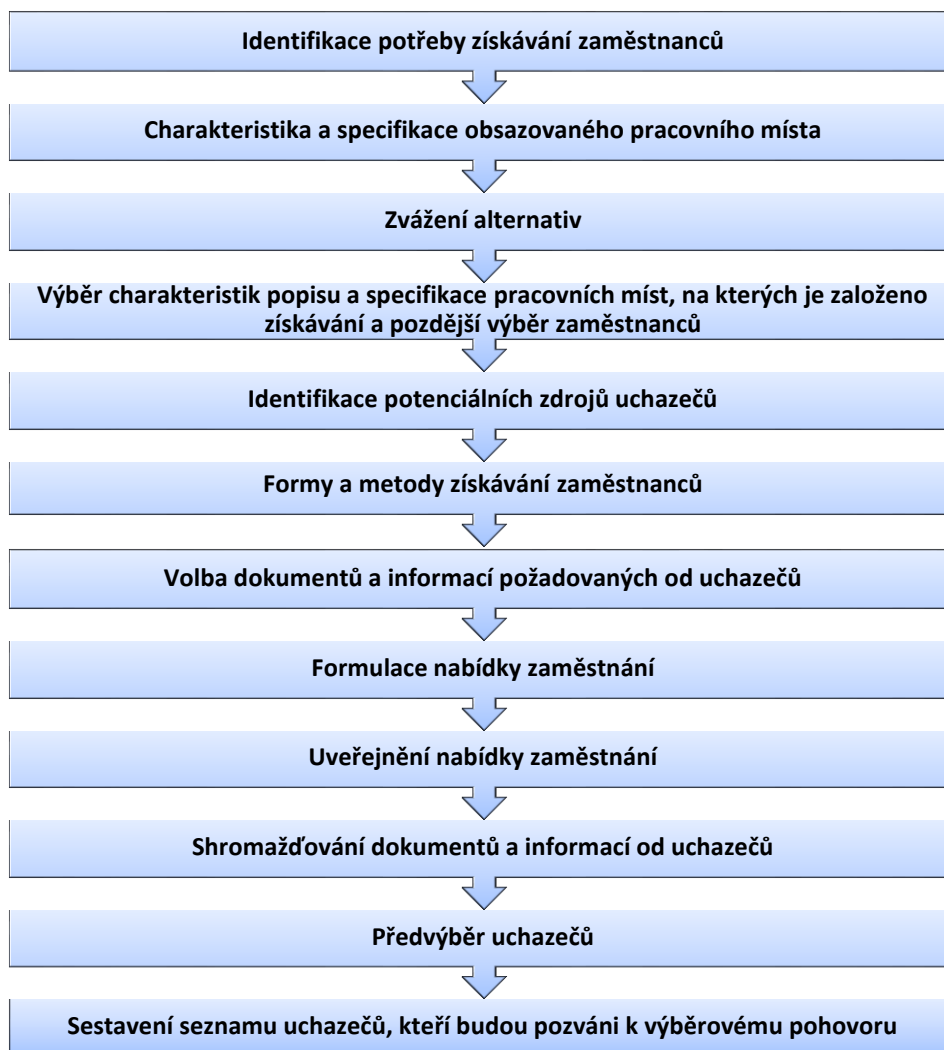 Identifikace potřeby získávání zaměstnanců
Charakteristika a specifikace obsazovaného pracovního místa
Zvážení alternativ
Výběr charakteristik popisu a specifikace pracovních míst, na kterých je založeno
získávání a pozdější výběr zaměstnanců
Identifikace potenciálních zdrojů uchazečů
Formy a metody získávání zaměstnanců
Volba dokumentů a informací požadovaných od uchazečů
Formulace nabídky zaměstnání
Uveřejnění nabídky zaměstnání
Shromažďování dokumentů a informací od uchazečů
Předvýběr uchazečů
Sestavení seznamu uchazečů, kteří budou pozváni k výběrovému pohovoru